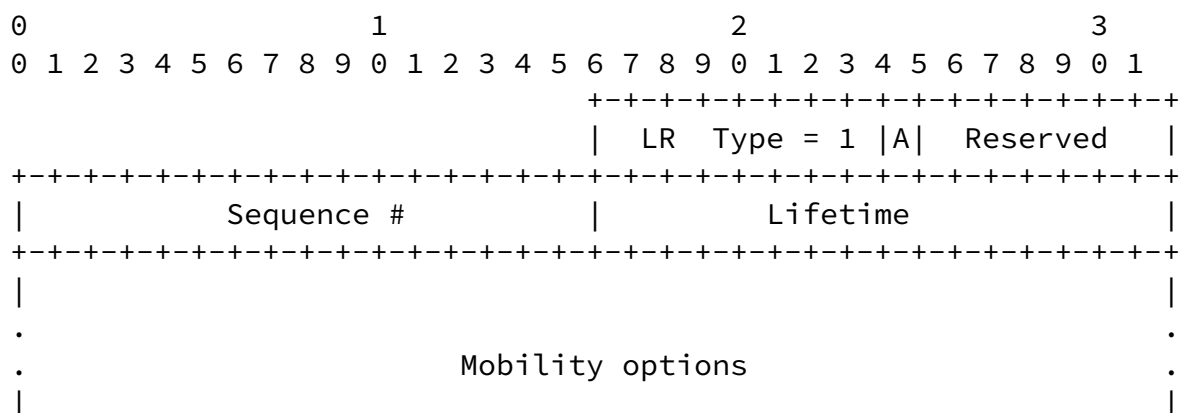 0                   1                   2                   3
0 1 2 3 4 5 6 7 8 9 0 1 2 3 4 5 6 7 8 9 0 1 2 3 4 5 6 7 8 9 0 1
                                +-+-+-+-+-+-+-+-+-+-+-+-+-+-+-+-+
                                |  LR  Type = 1 |A|  Reserved   |
+-+-+-+-+-+-+-+-+-+-+-+-+-+-+-+-+-+-+-+-+-+-+-+-+-+-+-+-+-+-+-+-+
|           Sequence #          |         Lifetime              |
+-+-+-+-+-+-+-+-+-+-+-+-+-+-+-+-+-+-+-+-+-+-+-+-+-+-+-+-+-+-+-+-+
|                                                               |
.                                                               .
.                        Mobility options                       .
|                                                               |